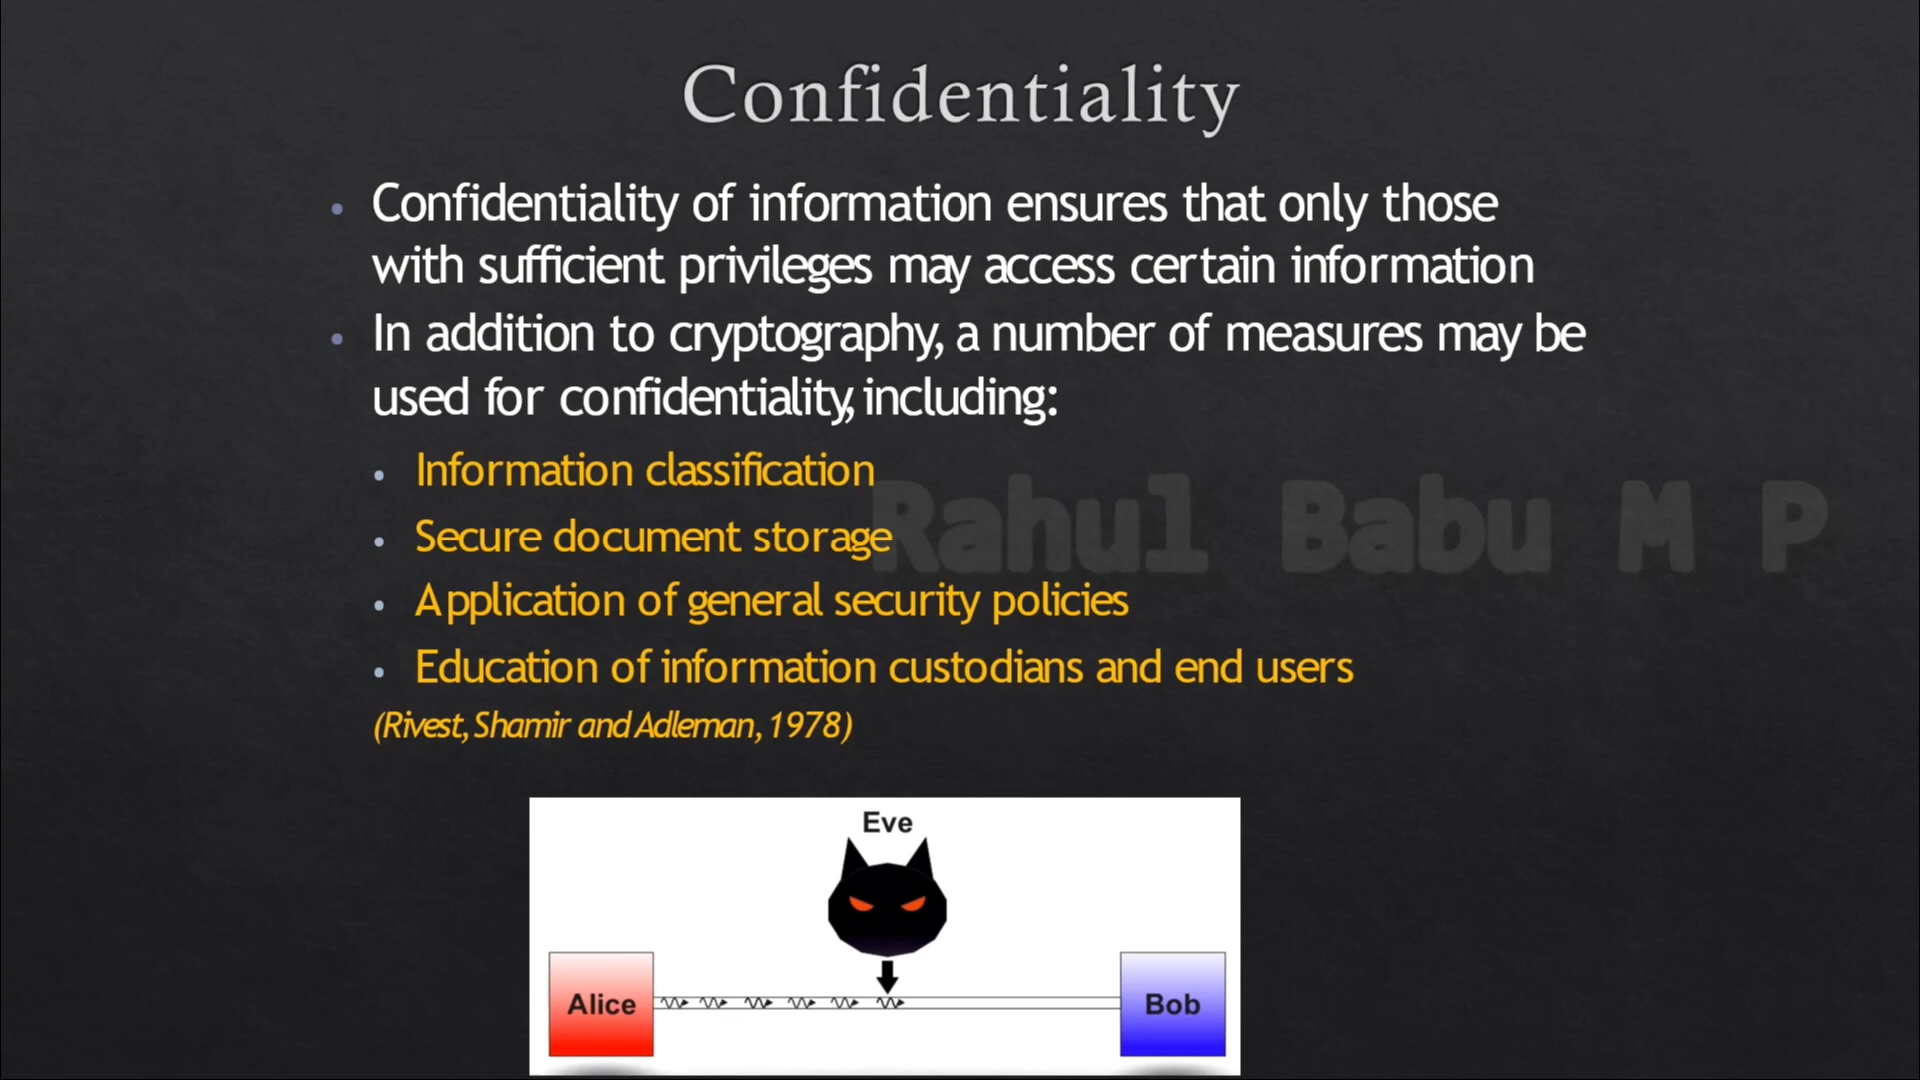 Confidentiality
• Confidentiality of information ensures that only those
with sufficient privileges may access certain information
• In addition to cryptography, a number of measures may be
used for confidentiality, including:
• Information classification
• Secure document storage
Rahul Babu M P
• Application of general security policies
• Education of information custodians and end users
(Rivest, Shamir and Adleman, 1978)
Eve
Alice
Bob